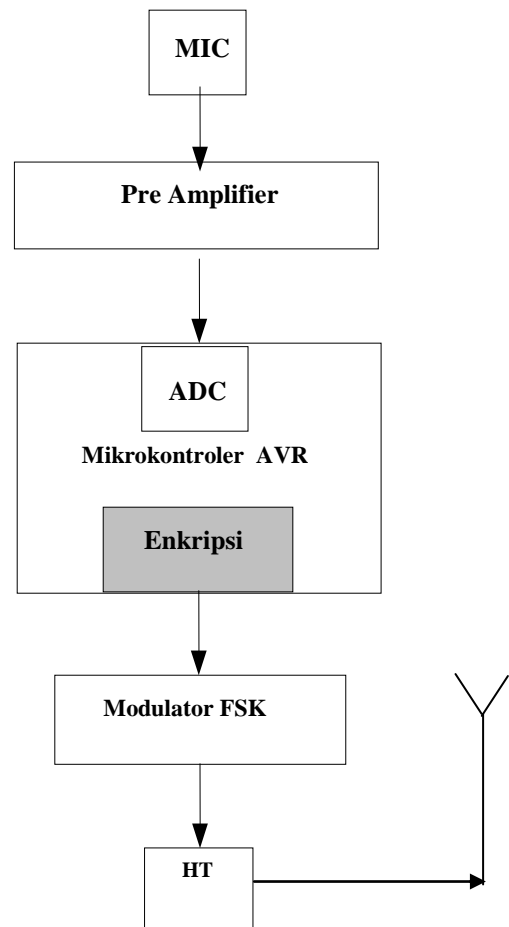 MIC
Pre Amplifier
ADC
Mikrokontroler AVR
Enkripsi
Modulator FSK
HT